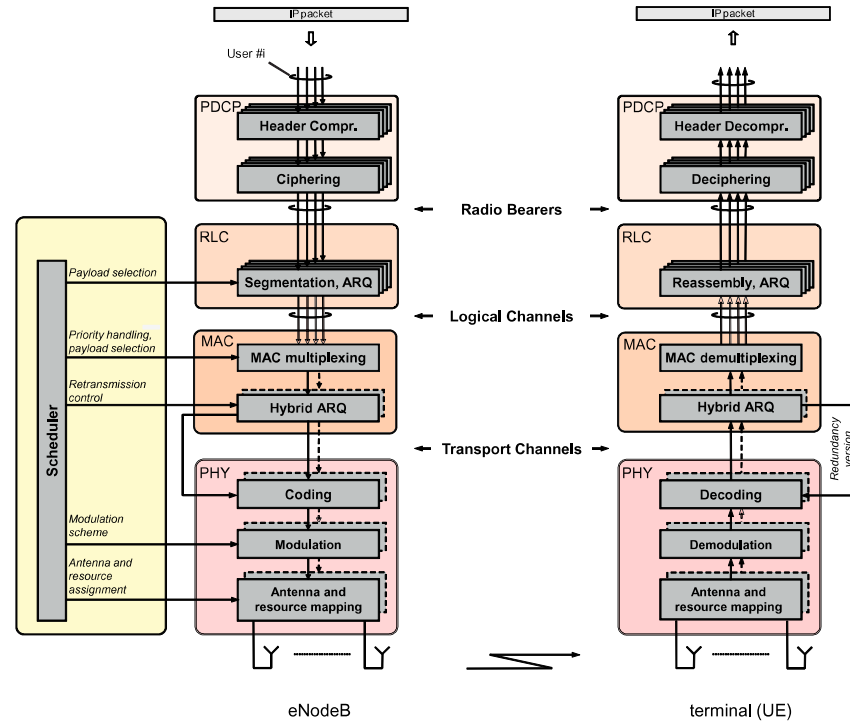 IP packet
IP packet
User #i
PDCP
Header Compr.
Ciphering
PDCP
Header Decompr.
Deciphering
Radio Bearers
RLC
Segmentation, ARQ
RLC
Reassembly, ARQ
Logical Channels
Scheduler
Payload selection
Priority handling,
payload selection
Retransmission
control
Modulation
scheme
Antenna and
resource
assignment
MAC
MAC multiplexing
Hybrid ARQ
MAC
MAC demultiplexing
Hybrid ARQ
Redundancy
version
Transport Channels
PHY
Coding
Modulation
Antenna and
resource mapping
PHY
Decoding
Demodulation
Antenna and
resource mapping
eNodeB
terminal (UE)